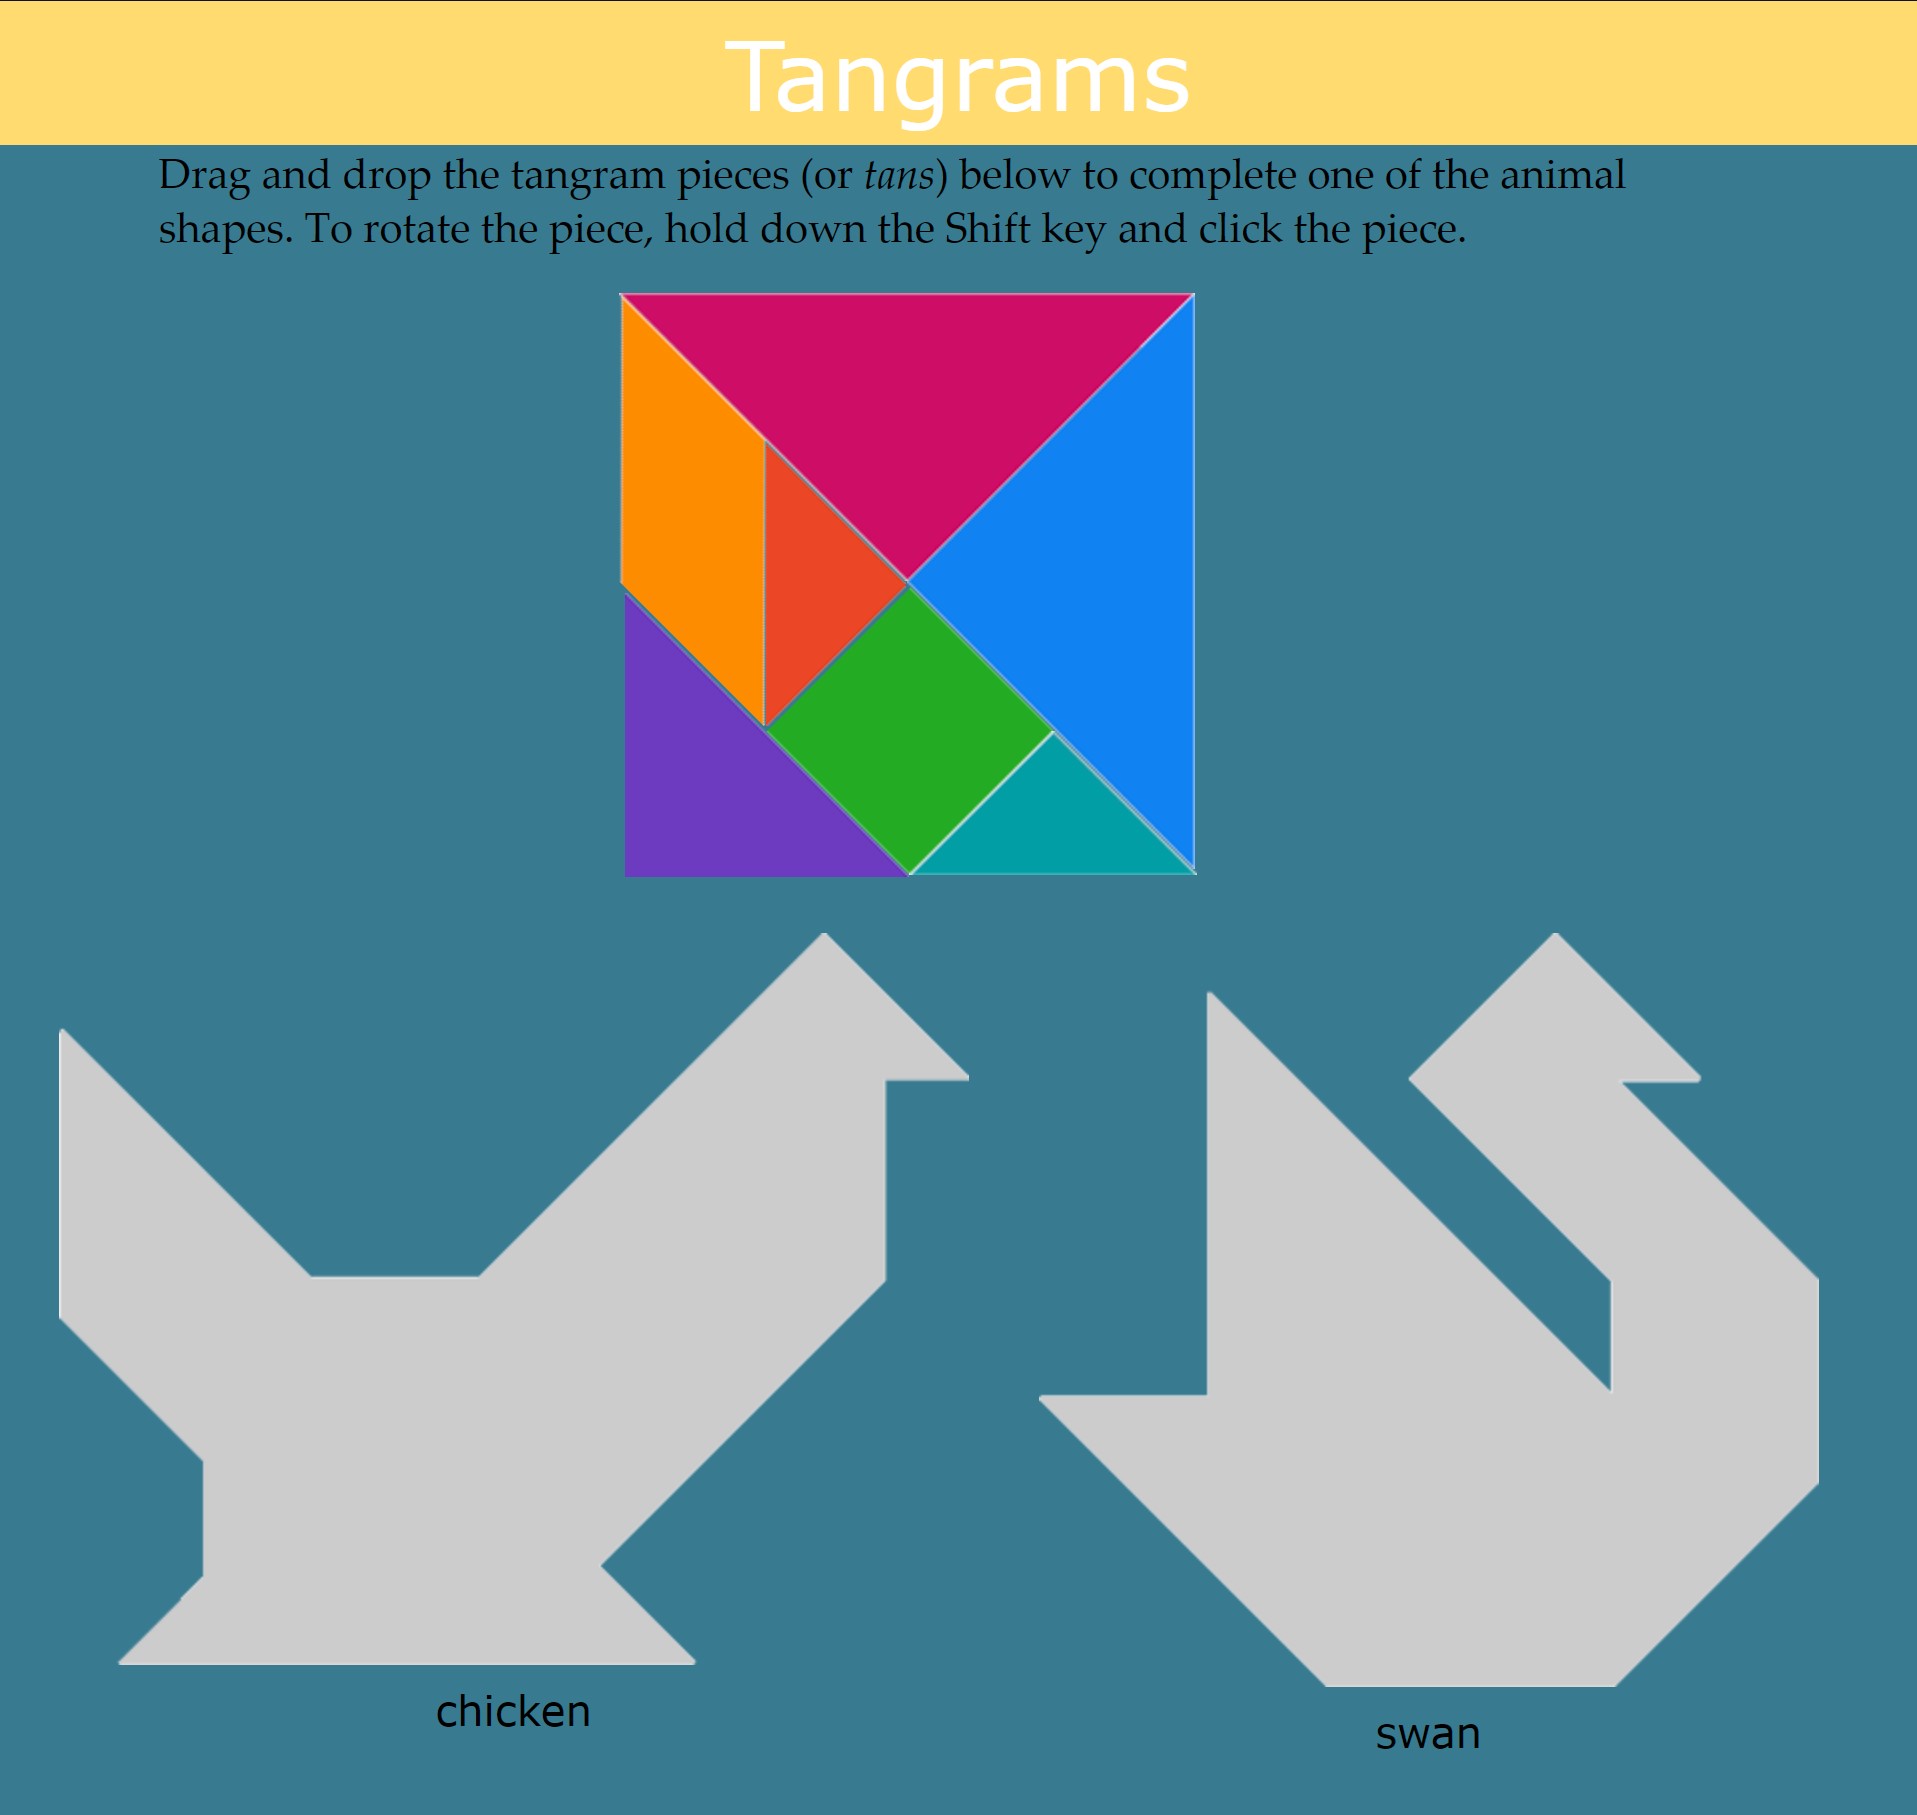 Tangrams
Drag and drop the tangram pieces (or tans) below to complete one of the animal
shapes. To rotate the piece, hold down the Shift key and click the piece.
chicken
swan